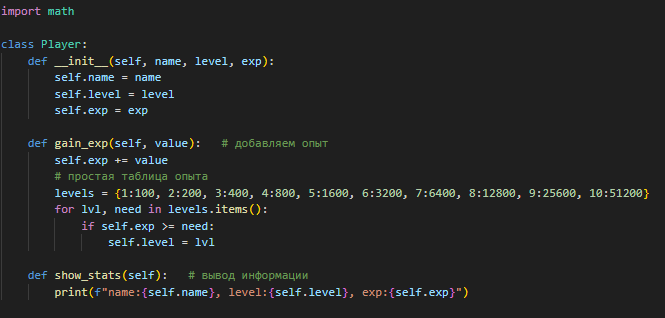 import math
class Player:
    def __init__(self, name, level, exp):
        self.name = name
        self.level = level
        self.exp = exp
    def gain_exp(self, value):   # добавляем опыт
        self.exp += value
        # простая таблица опыта
        levels = {1:100, 2:200, 3:400, 4:800, 5:1600, 6:3200, 7:6400, 8:12800, 9:25600, 10:51200}
        for lvl, need in levels.items():
            if self.exp >= need:
                self.level = lvl
    def show_stats(self):   # вывод информации
        print(f"name:{self.name}, level:{self.level}, exp:{self.exp}")